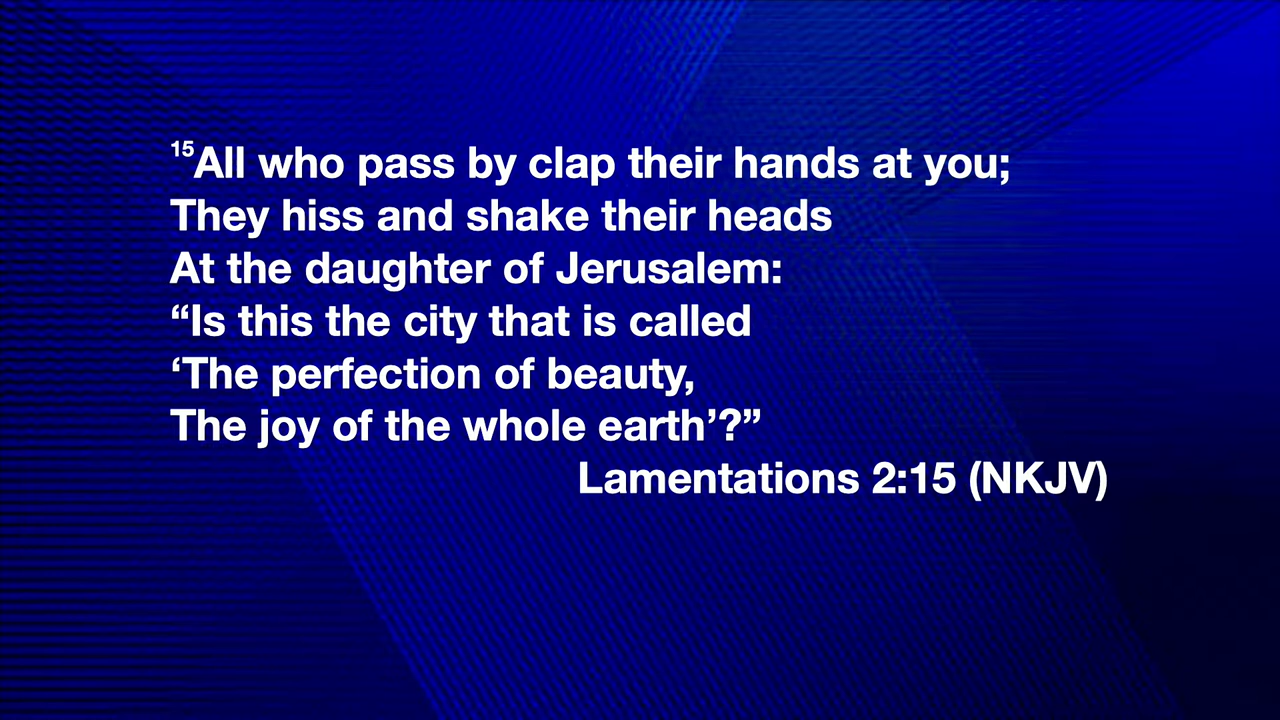 15All who pass by clap their hands at you;
They hiss and shake their heads
At the daughter of Jerusalem:
“Is this the city that is called
‘The perfection of beauty,
The joy of the whole earth’?”
Lamentations 2:15 (NKJV)